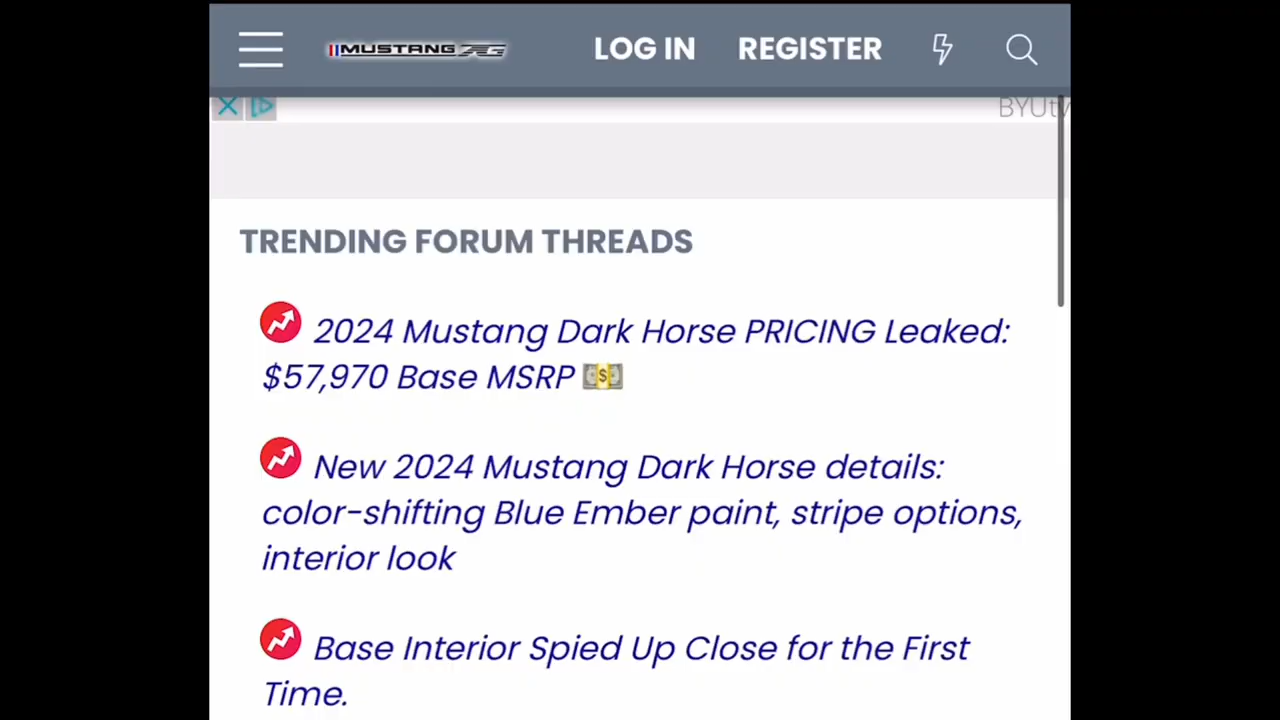 MUSTANG 7G LOG IN REGISTER
TRENDING FORUM THREADS
2024 Mustang Dark Horse PRICING Leaked:
$57,970 Base MSRP
New 2024 Mustang Dark Horse details:
color-shifting Blue Ember paint, stripe options,
interior look
Base Interior Spied Up Close for the First
Time.